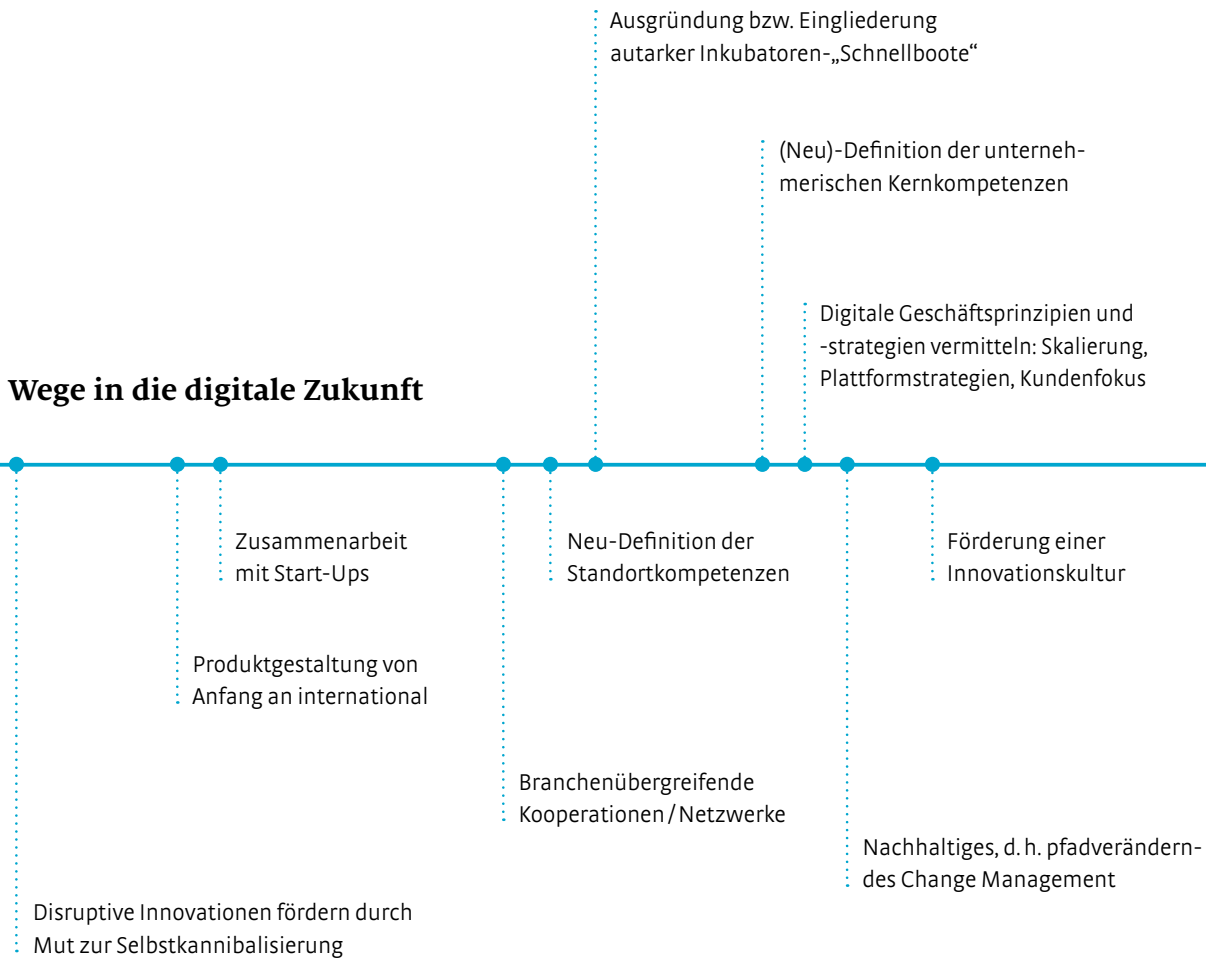 Ausgründung bzw. Eingliederung
autarker Inkubatoren-„Schnellboote“
(Neu)-Definition der unterneh-
merischen Kernkompetenzen
Digitale Geschäftsprinzipien und
-strategien vermitteln: Skalierung,
Plattformstrategien, Kundenfokus
Wege in die digitale Zukunft
Zusammenarbeit
mit Start-Ups
Neu-Definition der
Standortkompetenzen
Förderung einer
Innovationskultur
Produktgestaltung von
Anfang an international
Branchenübergreifende
Kooperationen / Netzwerke
Nachhaltiges, d. h. pfadverändern-
des Change Management
Disruptive Innovationen fördern durch
Mut zur Selbstkannibalisierung